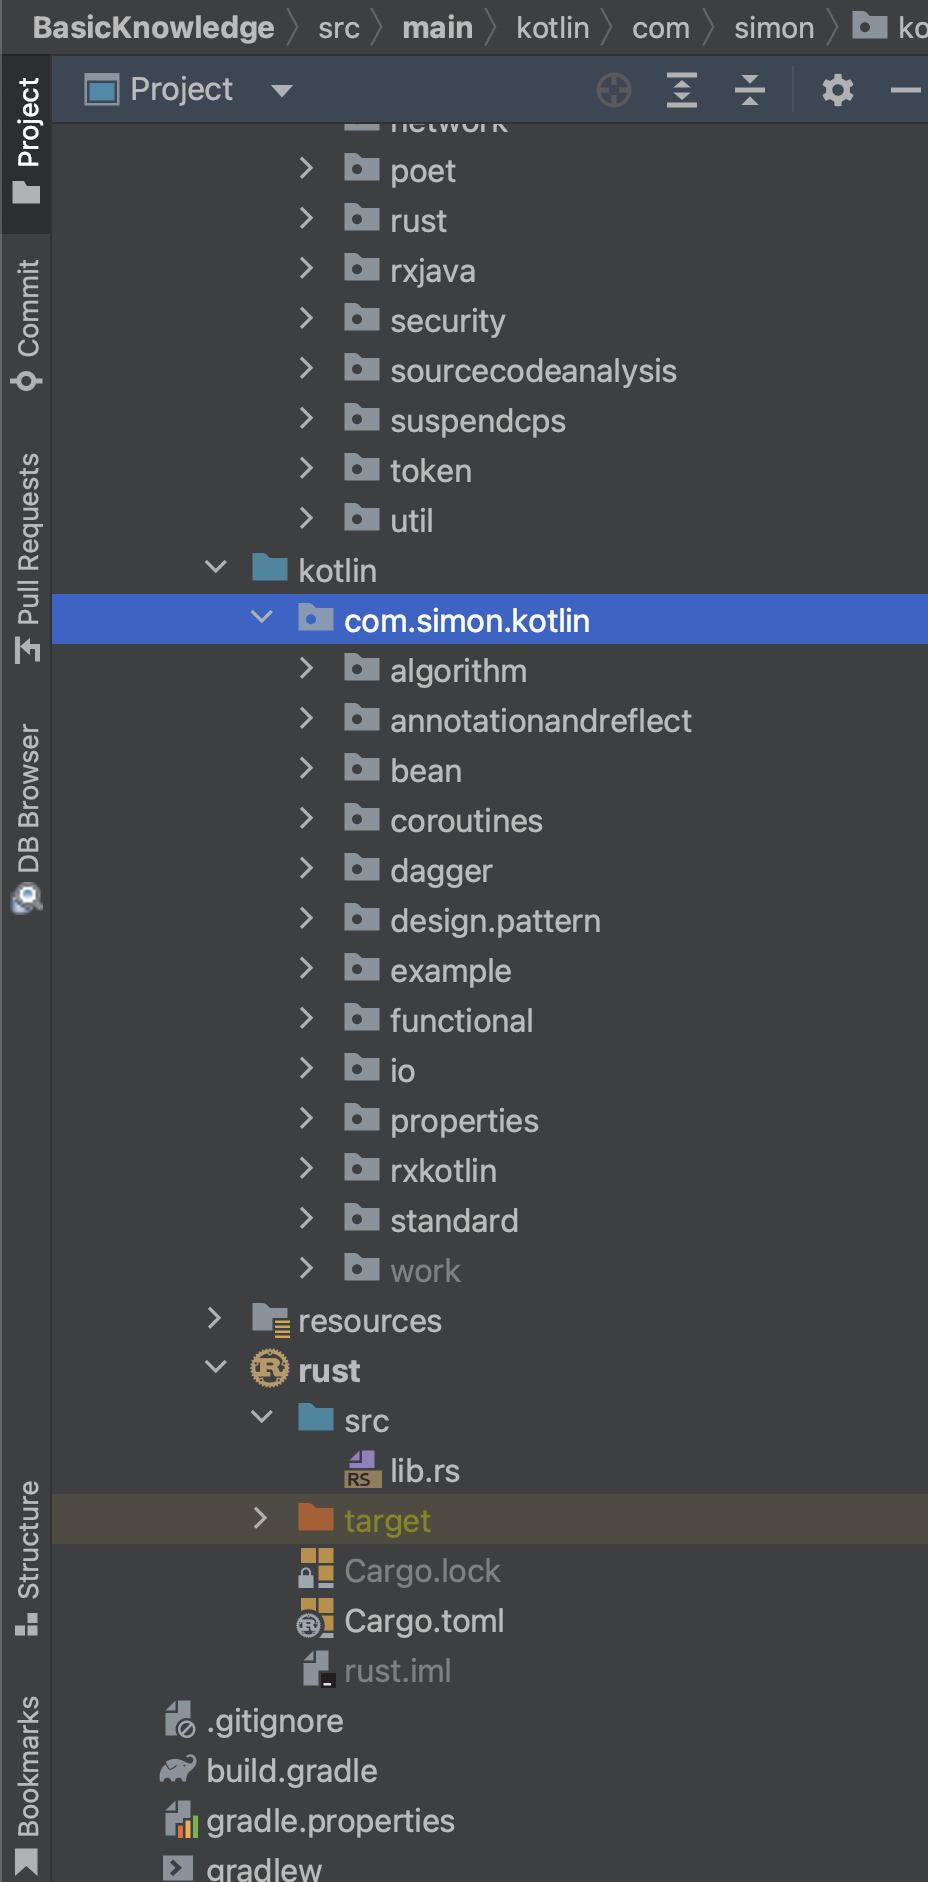 BasicKnowledge src main kotlin com simon ko
Project
network
poet
rust
rxjava
security
sourcecodeanalysis
suspendcps
token
util
kotlin
com.simon.kotlin
algorithm
annotationandreflect
bean
coroutines
dagger
design.pattern
example
functional
io
properties
rxkotlin
standard
work
resources
rust
src
RS lib.rs
target
Cargo.lock
Cargo.toml
rust.iml
.gitignore
build.gradle
gradle.properties
gradlew
Project
Commit
Pull Requests
DB Browser
Structure
Bookmarks